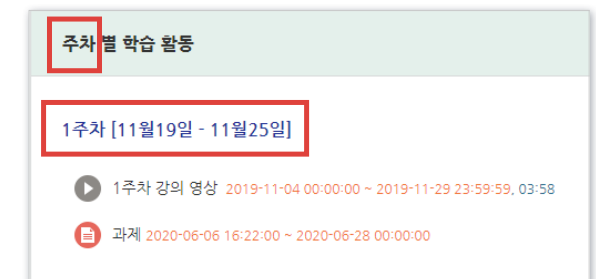 주차 별 학습 활동
1주차 [11월19일 - 11월25일]
1주차 강의 영상 2019-11-04 00:00:00 ~ 2019-11-29 23:59:59, 03:58
과제 2020-06-06 16:22:00 ~ 2020-06-28 00:00:00